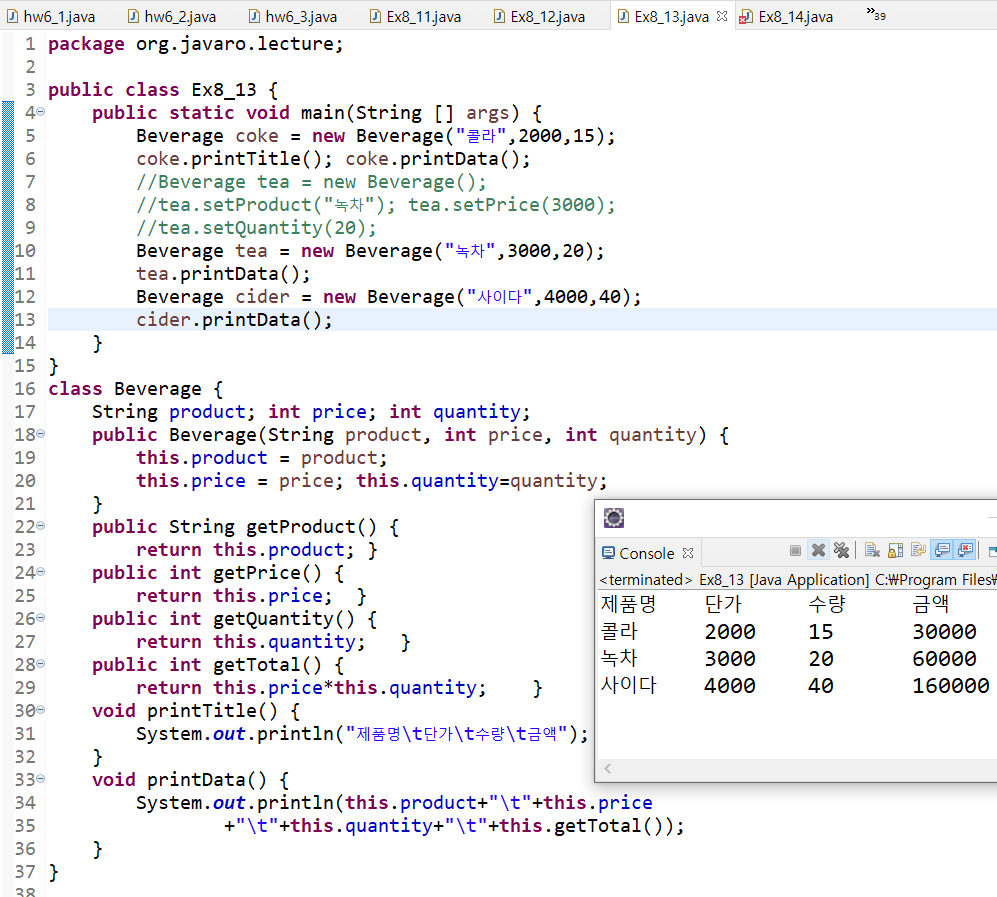 hw6_1.java hw6_2.java hw6_3.java Ex8_11.java Ex8_12.java Ex8_13.java Ex8_14.java »39
1 package org.javaro.lecture;
2
3 public class Ex8_13 {
4 public static void main(String [] args) {
5 Beverage coke = new Beverage("콜라",2000,15);
6 coke.printTitle(); coke.printData();
7 //Beverage tea = new Beverage();
8 //tea.setProduct("녹차"); tea.setPrice(3000);
9 //tea.setQuantity(20);
10 Beverage tea = new Beverage("녹차",3000,20);
11 tea.printData();
12 Beverage cider = new Beverage("사이다",4000,40);
13 cider.printData();
14 }
15 }
16 class Beverage {
17 String product; int price; int quantity;
18 public Beverage(String product, int price, int quantity) {
19 this.product = product;
20 this.price = price; this.quantity=quantity;
21 }
22 public String getProduct() {
23 return this.product; }
24 public int getPrice() {
25 return this.price; }
26 public int getQuantity() {
27 return this.quantity; }
28 public int getTotal() {
29 return this.price*this.quantity; }
30 void printTitle() {
31 System.out.println("제품명\t단가\t수량\t금액");
32 }
33 void printData() {
34 System.out.println(this.product+"\t"+this.price
35 +"\t"+this.quantity+"\t"+this.getTotal());
36 }
37 }
38
Console
<terminated> Ex8_13 [Java Application] C:₩Program Files₩
제품명 단가 수량 금액
콜라 2000 15 30000
녹차 3000 20 60000
사이다 4000 40 160000